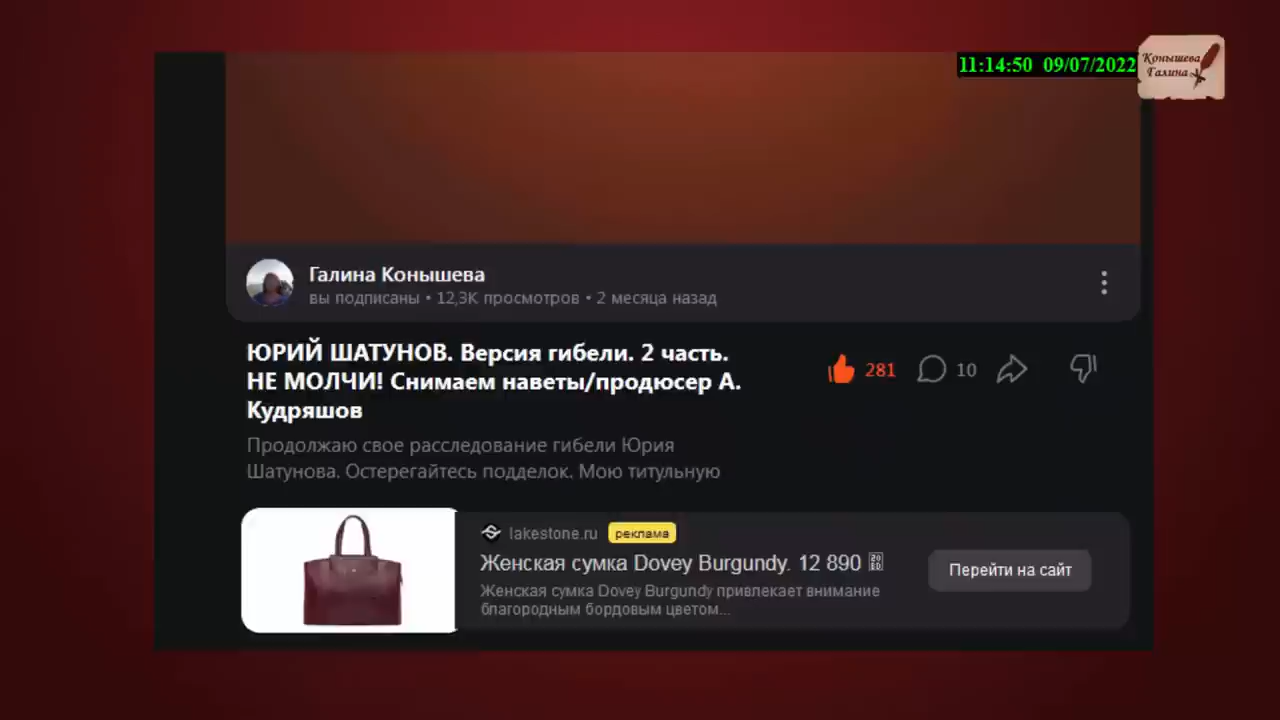 11:14:50 09/07/2022
Конышева
Галина
Галина Конышева
вы подписаны • 12,3K просмотров • 2 месяца назад
ЮРИЙ ШАТУНОВ. Версия гибели. 2 часть.
НЕ МОЛЧИ! Снимаем наветы/продюсер А.
Кудряшов
281
10
Продолжаю свое расследование гибели Юрия
Шатунова. Остерегайтесь подделок. Мою титульную
lakestone.ru реклама
Женская сумка Dovey Burgundy. 12 890
Женская сумка Dovey Burgundy привлекает внимание
благородным бордовым цветом...
Перейти на сайт